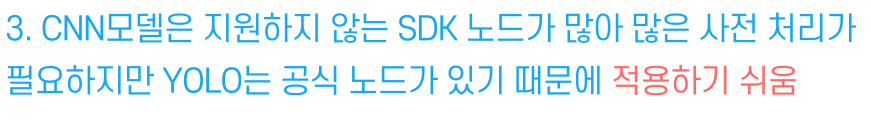 3. CNN모델은 지원하지 않는 SDK 노드가 많아 많은 사전 처리가
필요하지만 YOLO는 공식 노드가 있기 때문에 적용하기 쉬움